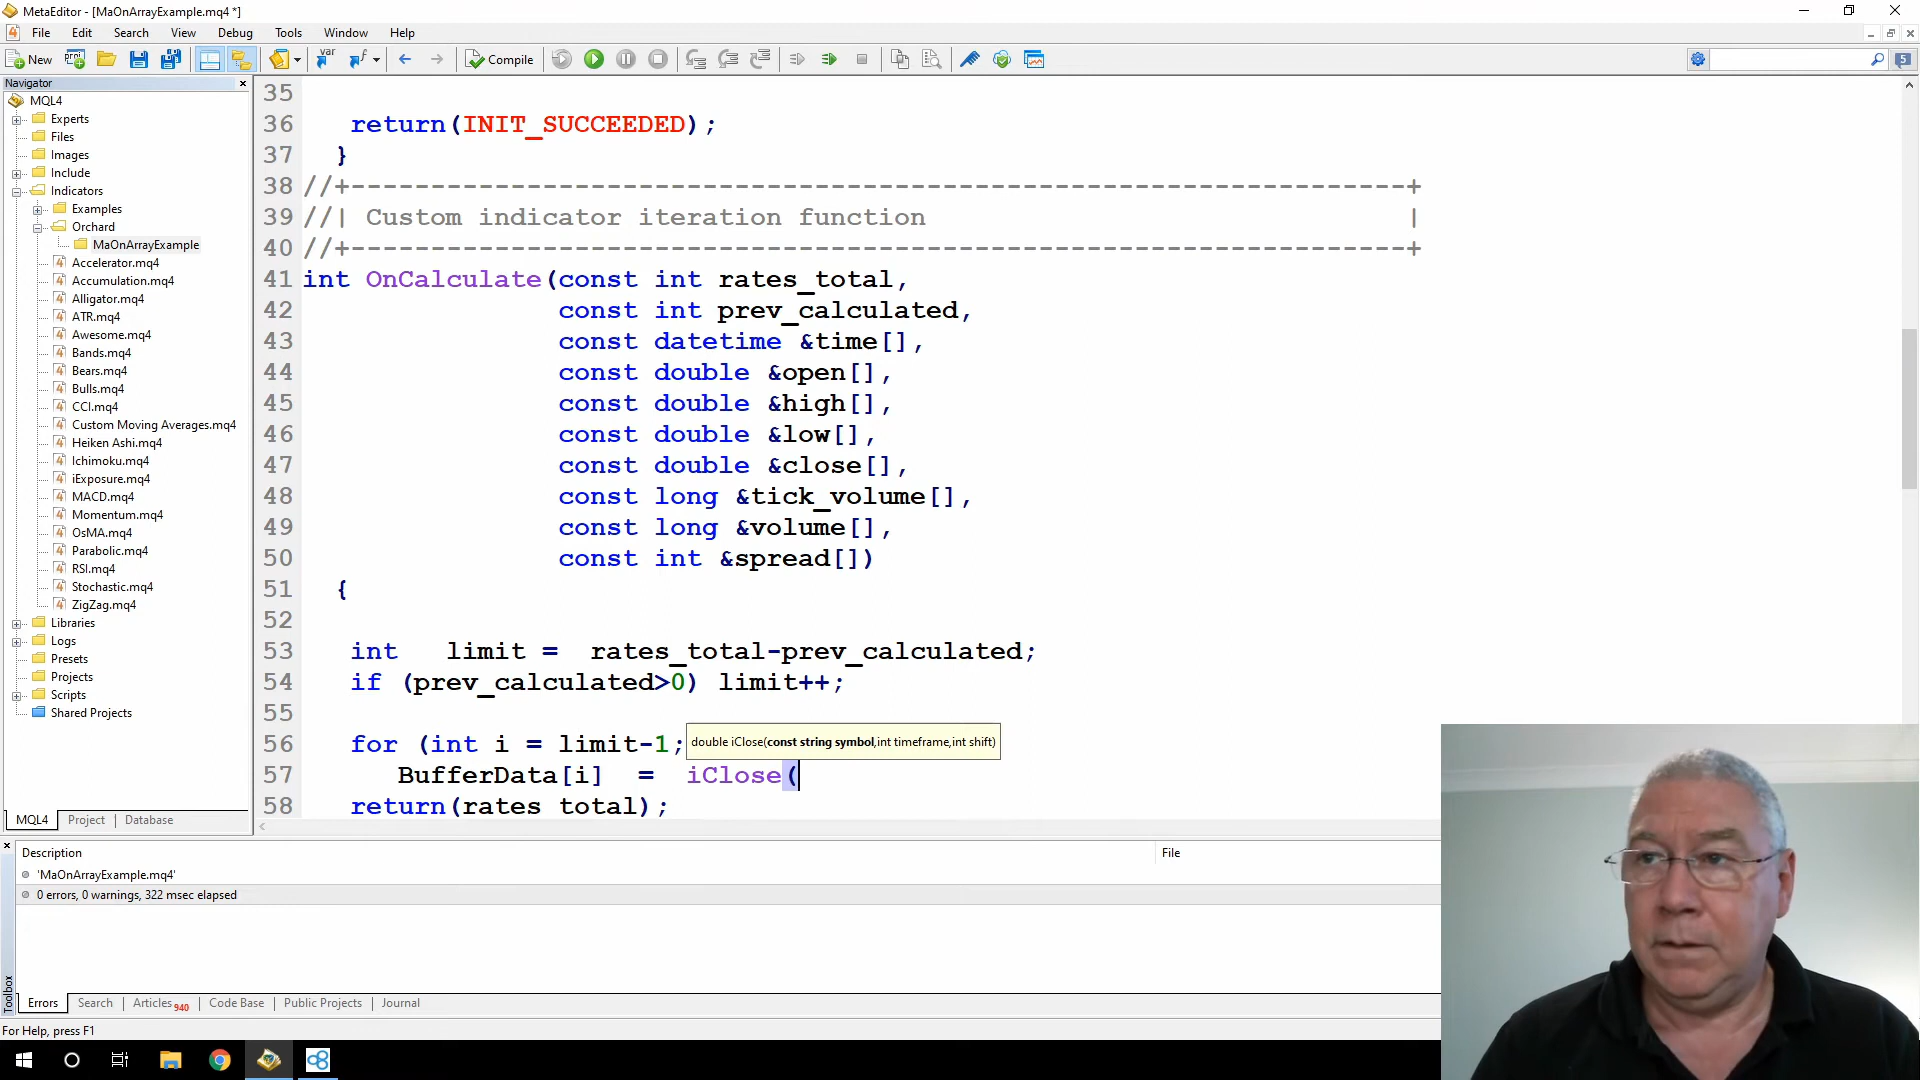 MetaEditor - [MaOnArrayExample.mq4 *]
File Edit Search View Debug Tools Window Help
New Compile 5
Navigator
MQL4
Experts
Files
Images
Include
Indicators
Examples
Orchard
MaOnArrayExample
Accelerator.mq4
Accumulation.mq4
Alligator.mq4
ATR.mq4
Awesome.mq4
Bands.mq4
Bears.mq4
Bulls.mq4
CCI.mq4
Custom Moving Averages.mq4
Heiken Ashi.mq4
Ichimoku.mq4
iExposure.mq4
MACD.mq4
Momentum.mq4
OsMA.mq4
Parabolic.mq4
RSI.mq4
Stochastic.mq4
ZigZag.mq4
Libraries
Logs
Presets
Projects
Scripts
Shared Projects
MQL4 Project Database
35
36 return(INIT_SUCCEEDED);
37 }
38 //+------------------------------------------------------------------+
39 //| Custom indicator iteration function |
40 //+------------------------------------------------------------------+
41 int OnCalculate(const int rates_total,
42 const int prev_calculated,
43 const datetime &time[],
44 const double &open[],
45 const double &high[],
46 const double &low[],
47 const double &close[],
48 const long &tick_volume[],
49 const long &volume[],
50 const int &spread[])
51 {
52
53 int limit = rates_total-prev_calculated;
54 if (prev_calculated>0) limit++;
55
56 for (int i = limit-1;
double iClose(const string symbol,int timeframe,int shift)
57 BufferData[i] = iClose(
58 return(rates total);
Description File
'MaOnArrayExample.mq4'
0 errors, 0 warnings, 322 msec elapsed
Toolbox
Errors Search Articles 940 Code Base Public Projects Journal
For Help, press F1